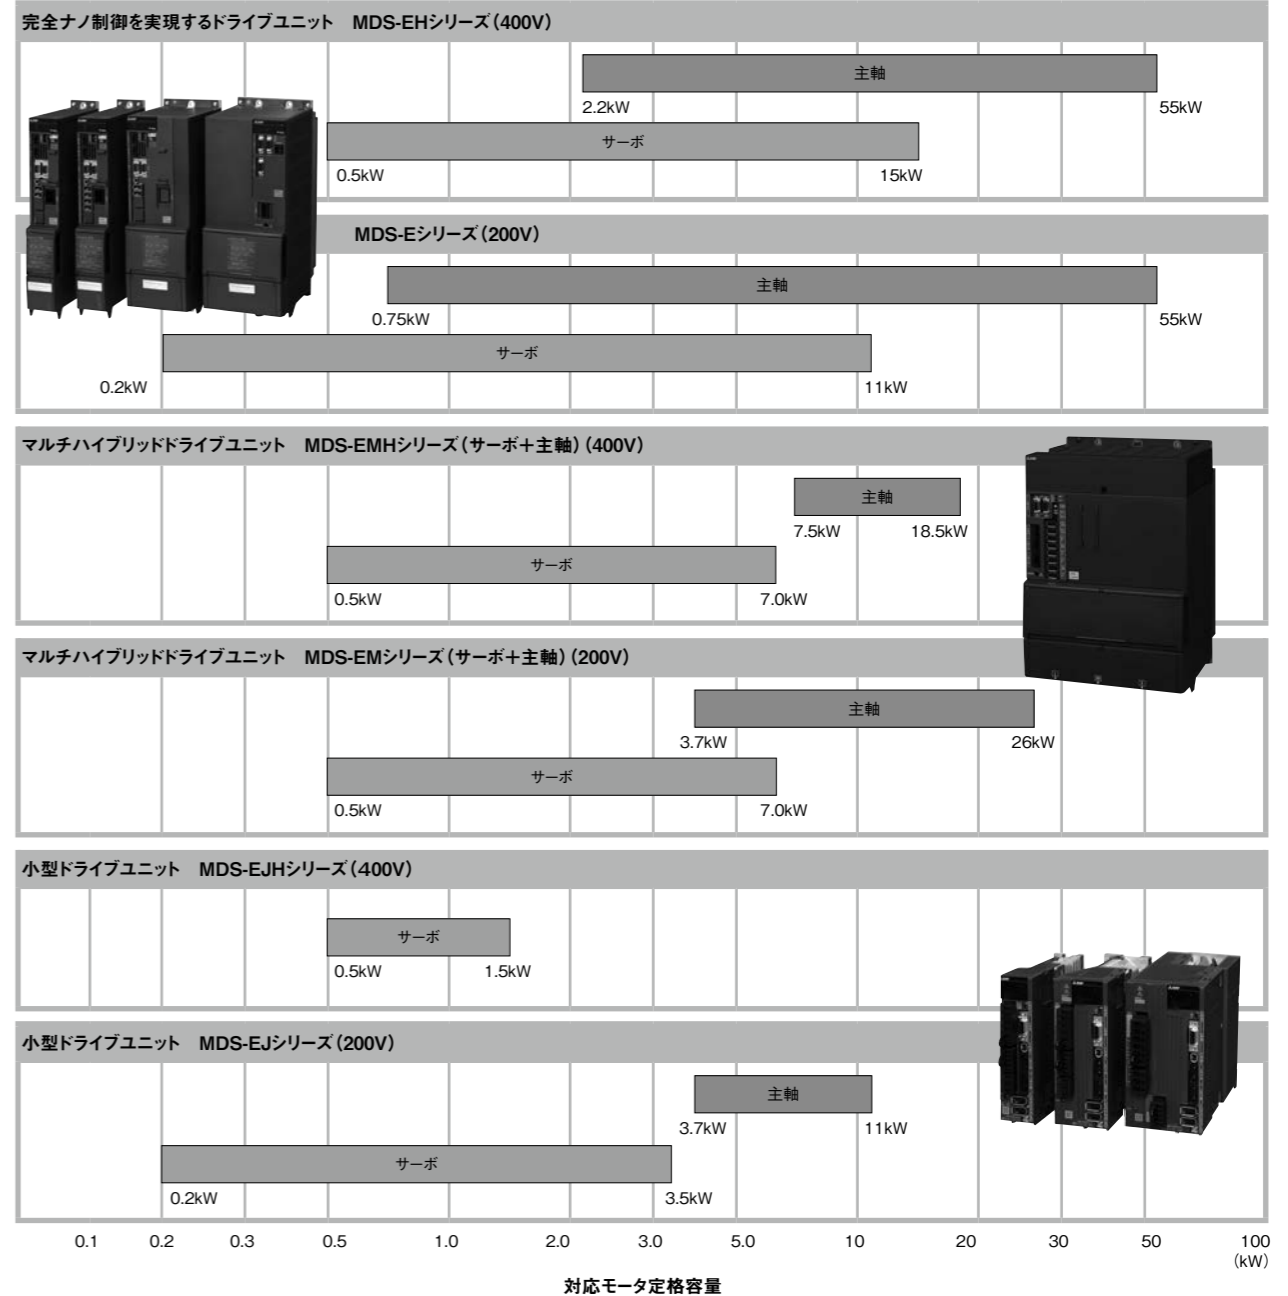 完全ナノ制御を実現するドライブユニット　MDS-EHシリーズ(400V)
主軸
2.2kW 55kW
サーボ
0.5kW 15kW
MDS-Eシリーズ(200V)
主軸
0.75kW 55kW
サーボ
0.2kW 11kW
マルチハイブリッドドライブユニット　MDS-EMHシリーズ(サーボ＋主軸)(400V)
主軸
7.5kW 18.5kW
サーボ
0.5kW 7.0kW
マルチハイブリッドドライブユニット　MDS-EMシリーズ(サーボ＋主軸)(200V)
主軸
3.7kW 26kW
サーボ
0.5kW 7.0kW
小型ドライブユニット　MDS-EJHシリーズ(400V)
サーボ
0.5kW 1.5kW
小型ドライブユニット　MDS-EJシリーズ(200V)
主軸
3.7kW 11kW
サーボ
0.2kW 3.5kW
0.1 0.2 0.3 0.5 1.0 2.0 3.0 5.0 10 20 30 50 100
(kW)
対応モータ定格容量